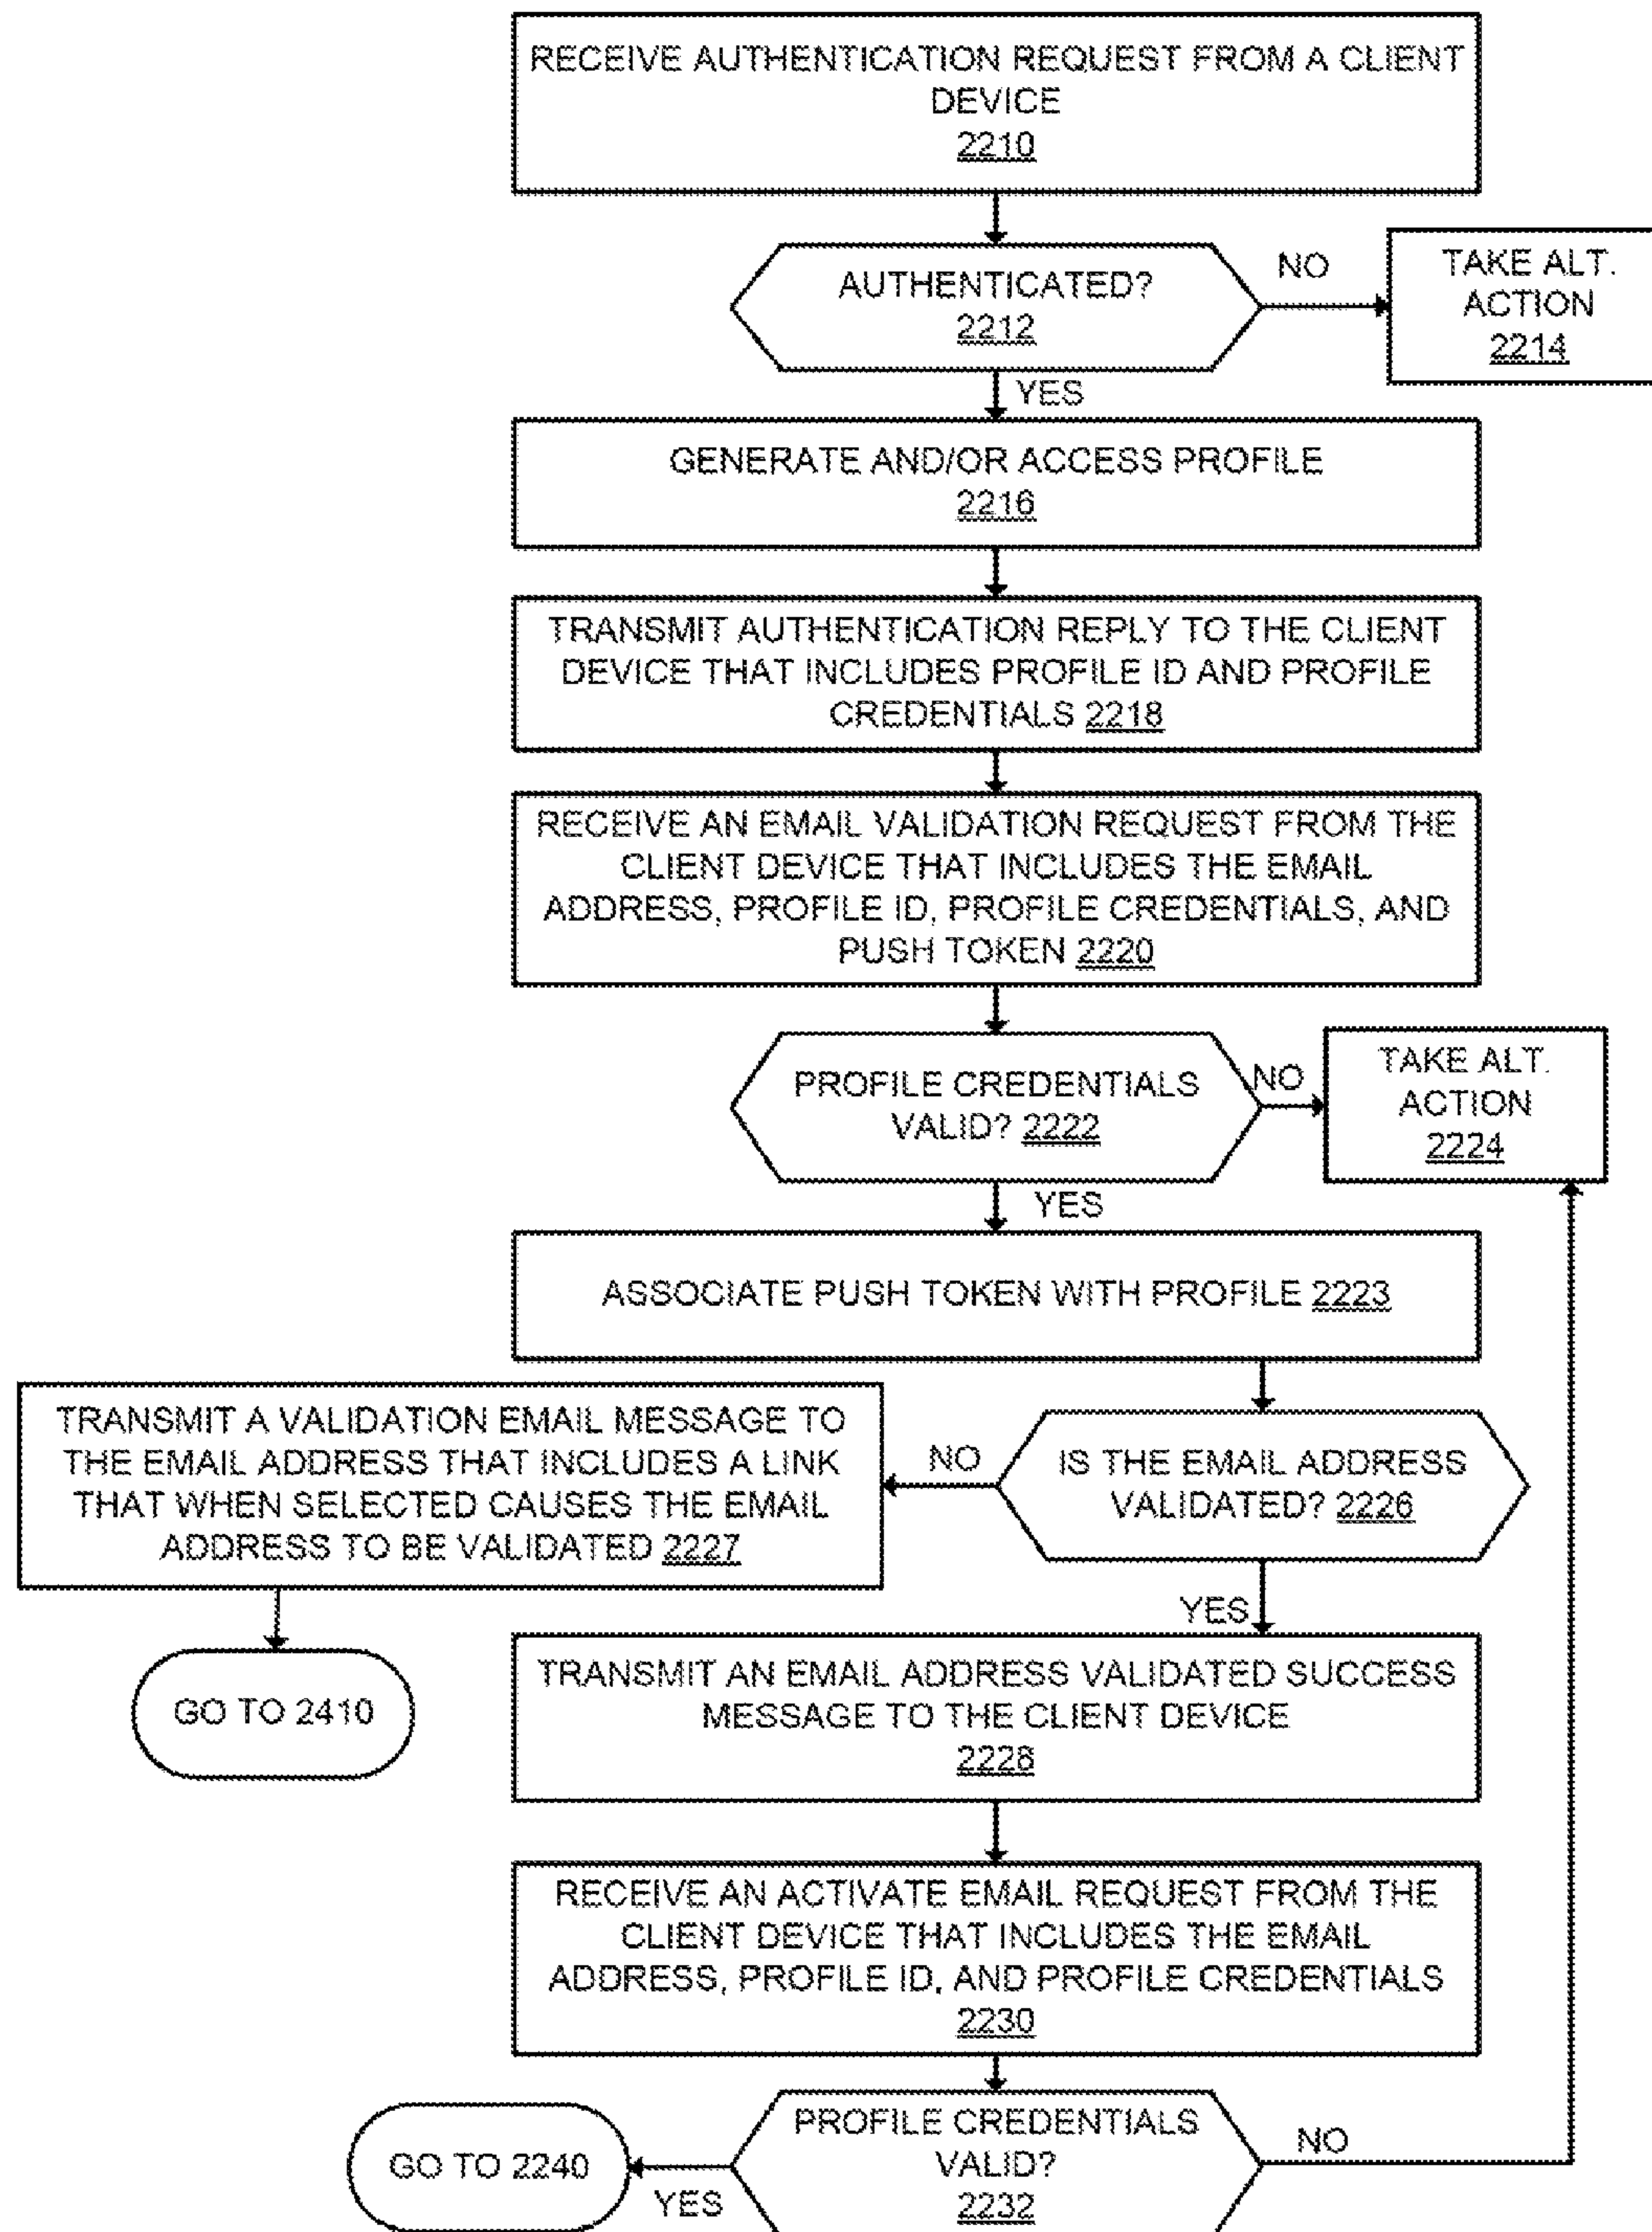 RECEIVE AUTHENTICATION REQUEST FROM A CLIENT
DEVICE
2210
AUTHENTICATED?
2212
NO
TAKE ALT.
ACTION
2214
YES
GENERATE AND/OR ACCESS PROFILE
2216
TRANSMIT AUTHENTICATION REPLY TO THE CLIENT
DEVICE THAT INCLUDES PROFILE ID AND PROFILE
CREDENTIALS 2218
RECEIVE AN EMAIL VALIDATION REQUEST FROM THE
CLIENT DEVICE THAT INCLUDES THE EMAIL
ADDRESS, PROFILE ID, PROFILE CREDENTIALS, AND
PUSH TOKEN 2220
PROFILE CREDENTIALS
VALID? 2222
NO
TAKE ALT.
ACTION
2224
YES
ASSOCIATE PUSH TOKEN WITH PROFILE 2223
IS THE EMAIL ADDRESS
VALIDATED? 2226
NO
TRANSMIT A VALIDATION EMAIL MESSAGE TO
THE EMAIL ADDRESS THAT INCLUDES A LINK
THAT WHEN SELECTED CAUSES THE EMAIL
ADDRESS TO BE VALIDATED 2227
GO TO 2410
YES
TRANSMIT AN EMAIL ADDRESS VALIDATED SUCCESS
MESSAGE TO THE CLIENT DEVICE
2228
RECEIVE AN ACTIVATE EMAIL REQUEST FROM THE
CLIENT DEVICE THAT INCLUDES THE EMAIL
ADDRESS, PROFILE ID, AND PROFILE CREDENTIALS
2230
PROFILE CREDENTIALS
VALID?
2232
NO
YES
GO TO 2240